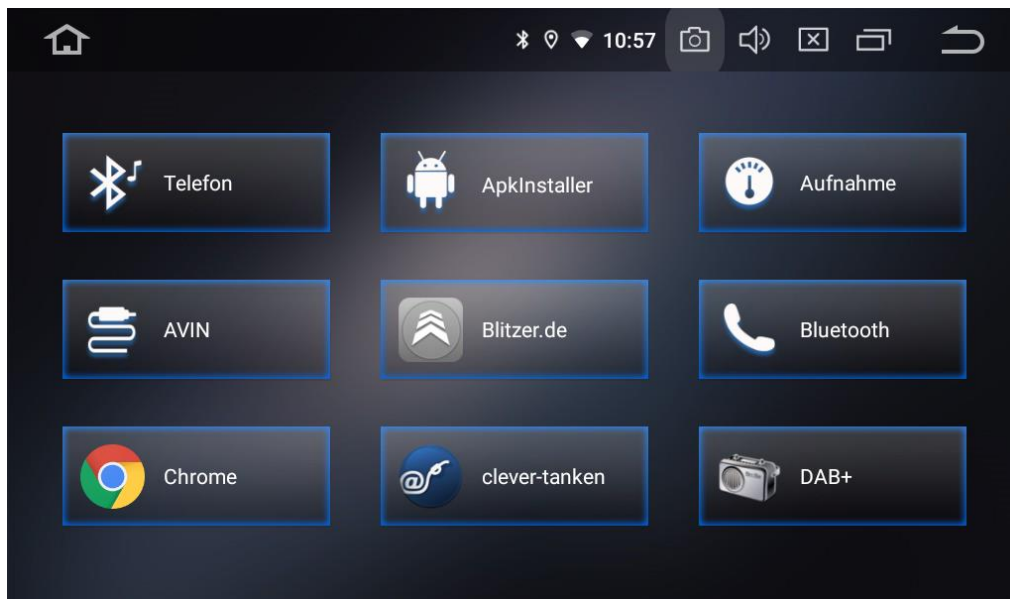 10:57
Telefon
ApkInstaller
Aufnahme
AVIN
Blitzer.de
Bluetooth
Chrome
clever-tanken
DAB+